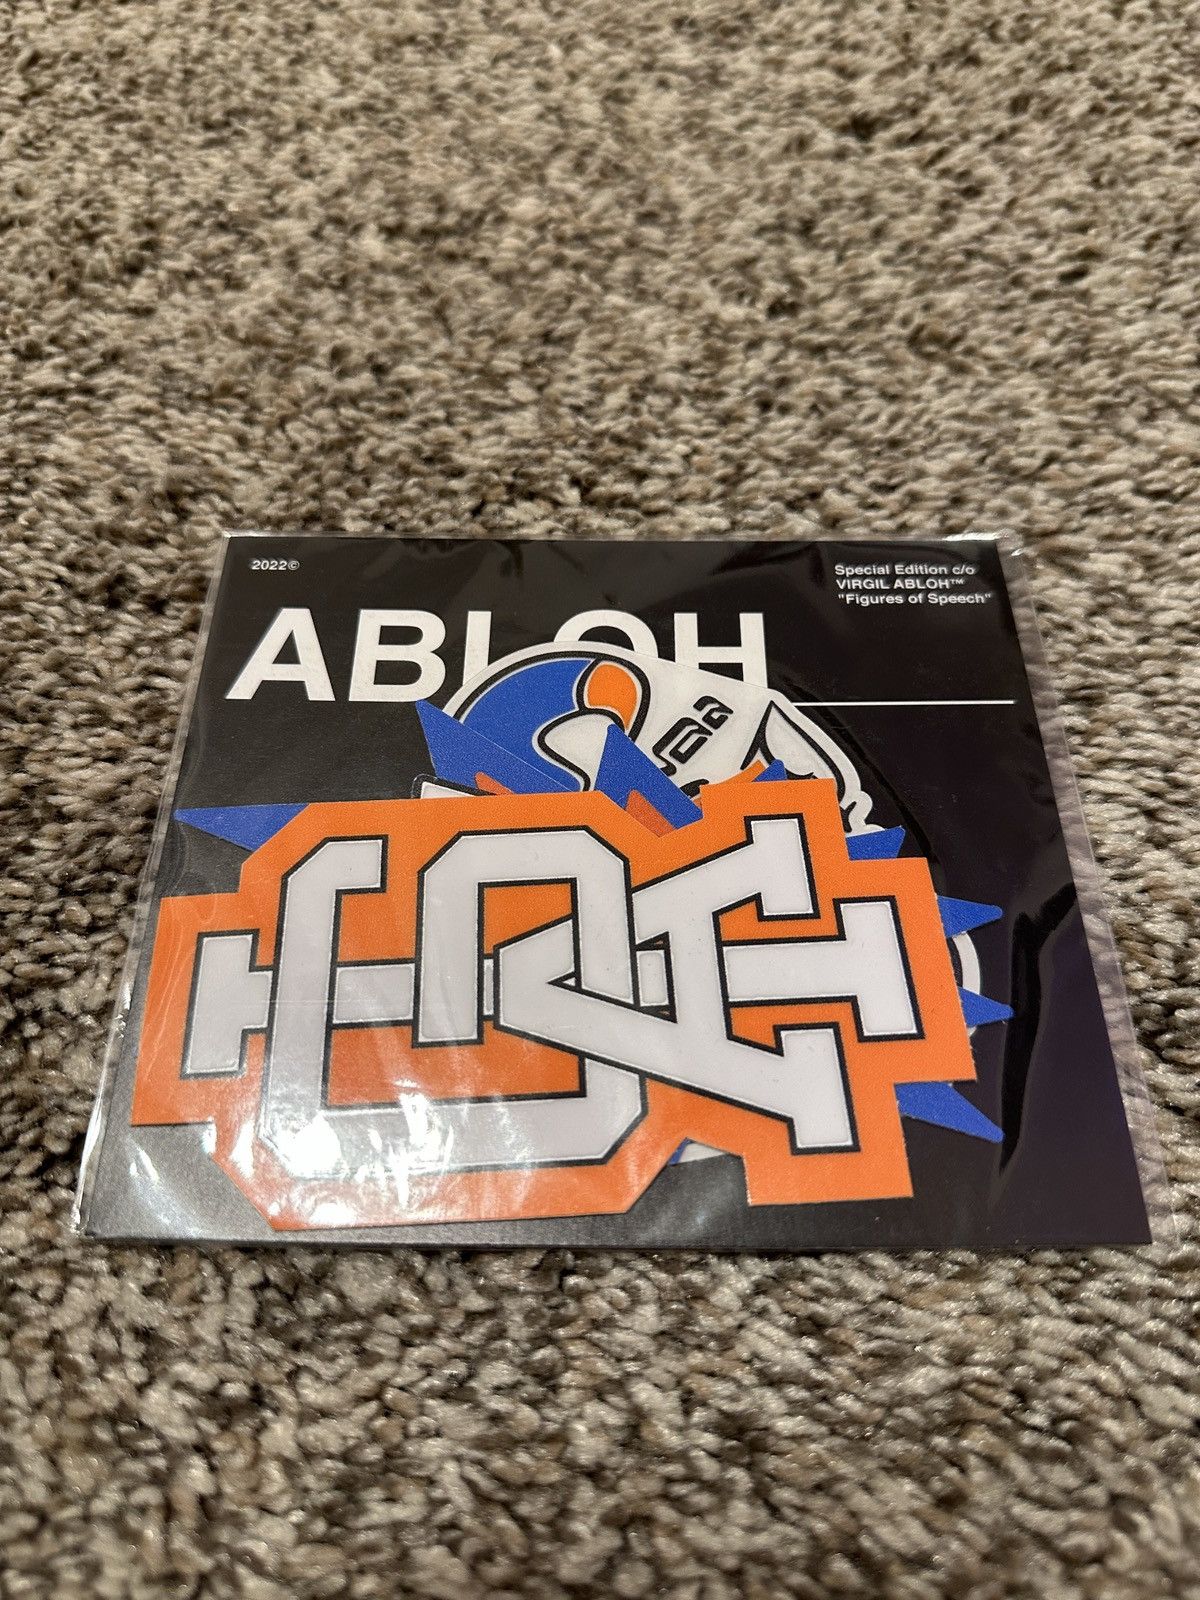 2022©
Special Edition c/o
VIRGIL ABLOH™
"Figures of Speech"
ABLOH